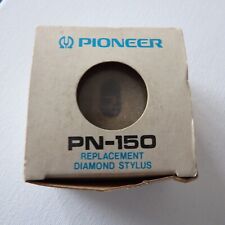 PIONEER
PN-150
REPLACEMENT
DIAMOND STYLUS